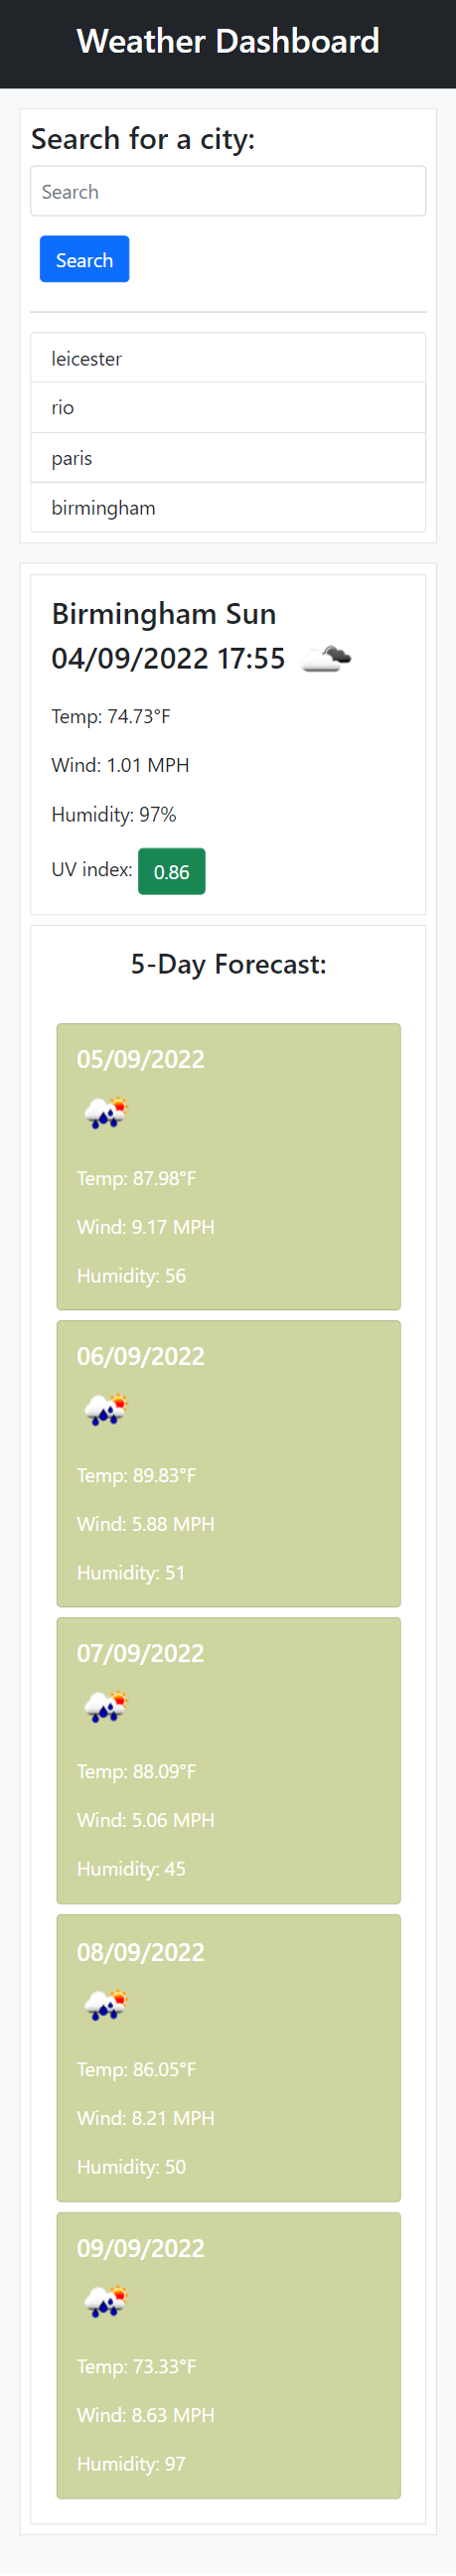 Weather Dashboard
Search for a city:
Search
Search
leicester
rio
paris
birmingham
Birmingham Sun
04/09/2022 17:55
Temp: 74.73°F
Wind: 1.01 MPH
Humidity: 97%
UV index: 0.86
5-Day Forecast:
05/09/2022
Temp: 87.98°F
Wind: 9.17 MPH
Humidity: 56
06/09/2022
Temp: 89.83°F
Wind: 5.88 MPH
Humidity: 51
07/09/2022
Temp: 88.09°F
Wind: 5.06 MPH
Humidity: 45
08/09/2022
Temp: 86.05°F
Wind: 8.21 MPH
Humidity: 50
09/09/2022
Temp: 73.33°F
Wind: 8.63 MPH
Humidity: 97